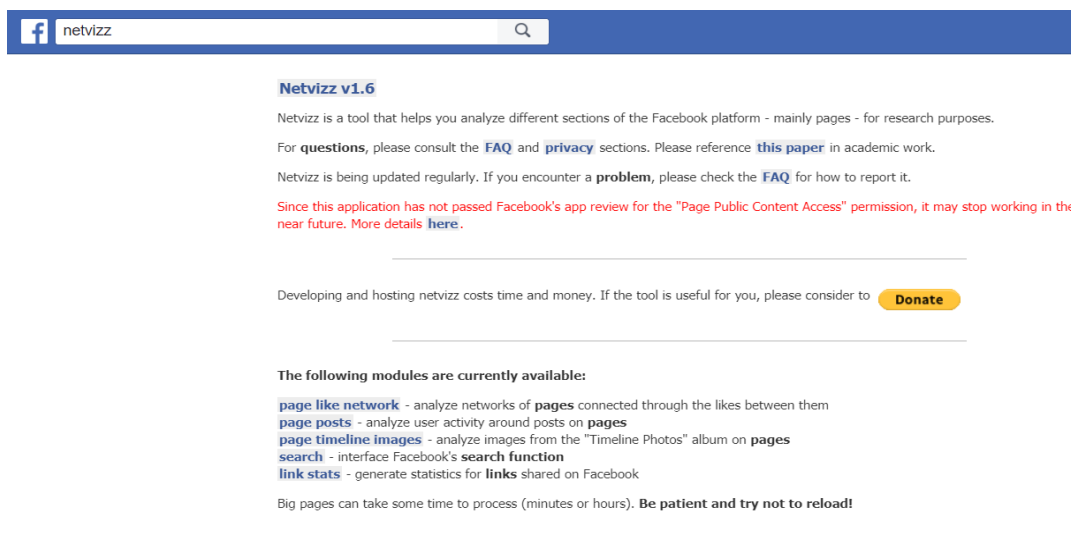 f netvizz
Netvizz v1.6
Netvizz is a tool that helps you analyze different sections of the Facebook platform - mainly pages - for research purposes.
For questions, please consult the FAQ and privacy sections. Please reference this paper in academic work.
Netvizz is being updated regularly. If you encounter a problem, please check the FAQ for how to report it.
Since this application has not passed Facebook's app review for the "Page Public Content Access" permission, it may stop working in the
near future. More details here.
Developing and hosting netvizz costs time and money. If the tool is useful for you, please consider to Donate
The following modules are currently available:
page like network - analyze networks of pages connected through the likes between them
page posts - analyze user activity around posts on pages
page timeline images - analyze images from the "Timeline Photos" album on pages
search - interface Facebook's search function
link stats - generate statistics for links shared on Facebook
Big pages can take some time to process (minutes or hours). Be patient and try not to reload!